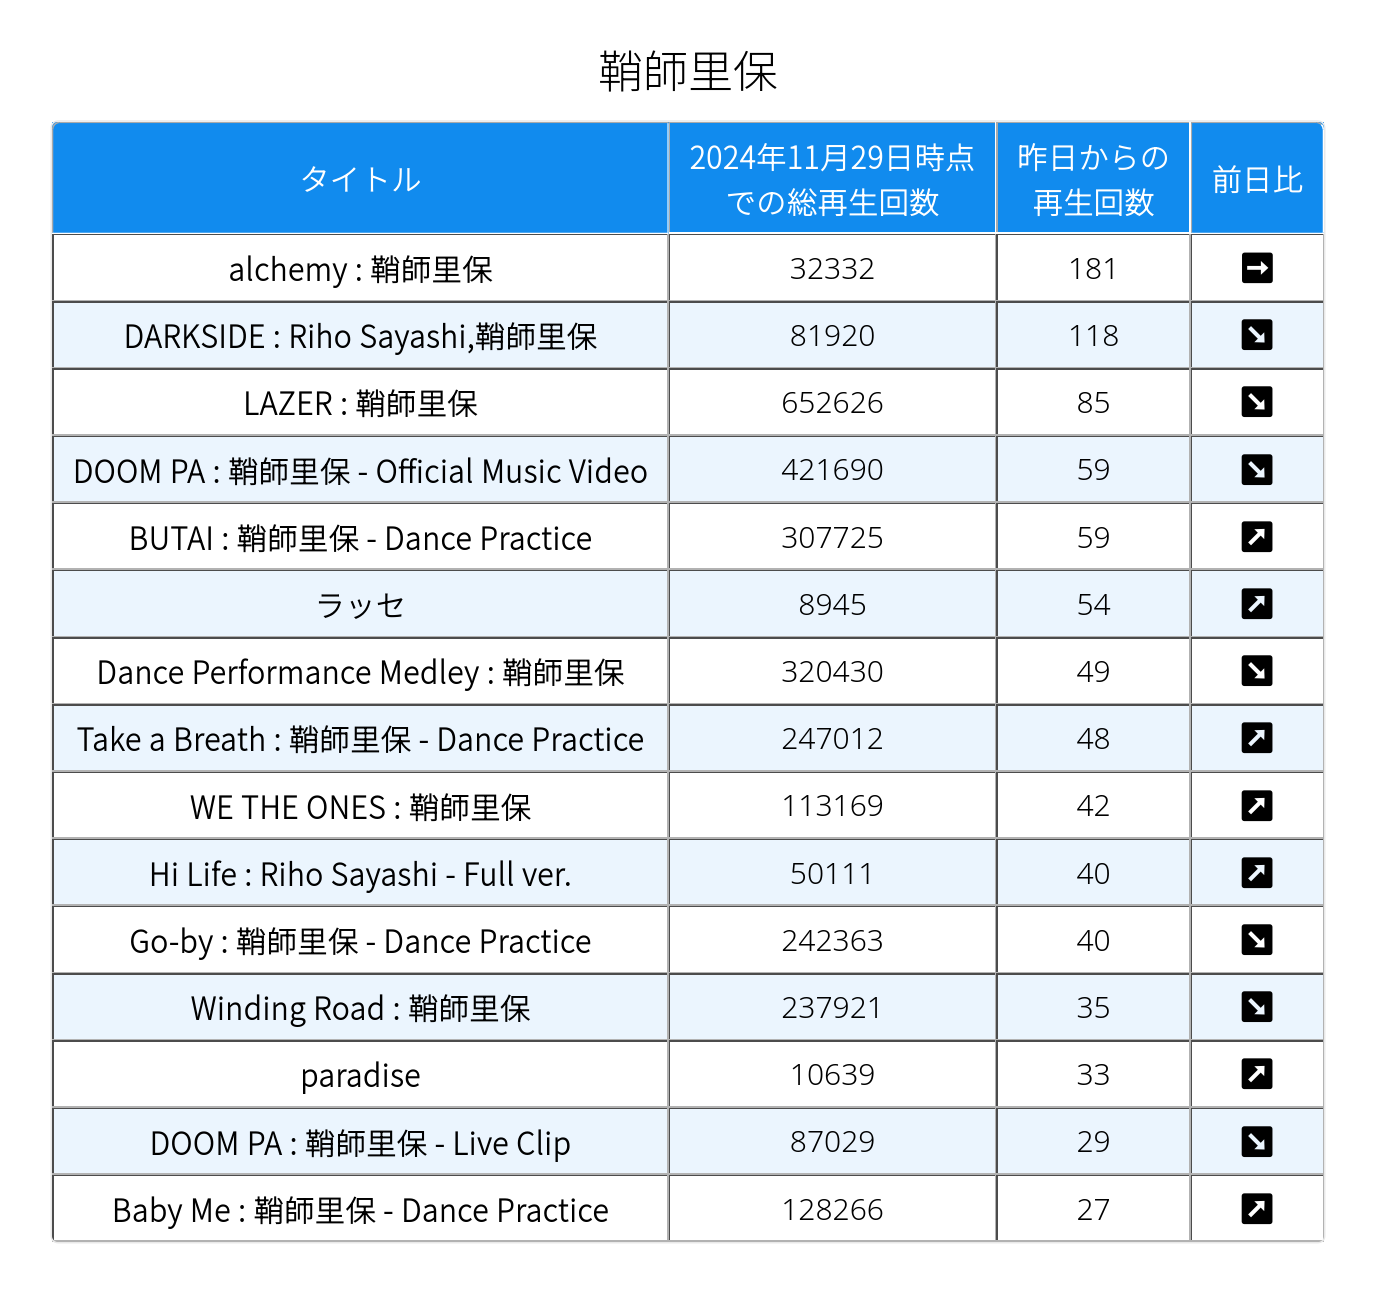 鞘師里保
タイトル 2024年11月29日時点での総再生回数 昨日からの再生回数 前日比
alchemy : 鞘師里保 32332 181 ➡
DARKSIDE : Riho Sayashi,鞘師里保 81920 118 ↘
LAZER : 鞘師里保 652626 85 ↘
DOOM PA : 鞘師里保 - Official Music Video 421690 59 ↘
BUTAI : 鞘師里保 - Dance Practice 307725 59 ↗
ラッセ 8945 54 ↗
Dance Performance Medley : 鞘師里保 320430 49 ↘
Take a Breath : 鞘師里保 - Dance Practice 247012 48 ↗
WE THE ONES : 鞘師里保 113169 42 ↗
Hi Life : Riho Sayashi - Full ver. 50111 40 ↗
Go-by : 鞘師里保 - Dance Practice 242363 40 ↘
Winding Road : 鞘師里保 237921 35 ↘
paradise 10639 33 ↗
DOOM PA : 鞘師里保 - Live Clip 87029 29 ↘
Baby Me : 鞘師里保 - Dance Practice 128266 27 ↗